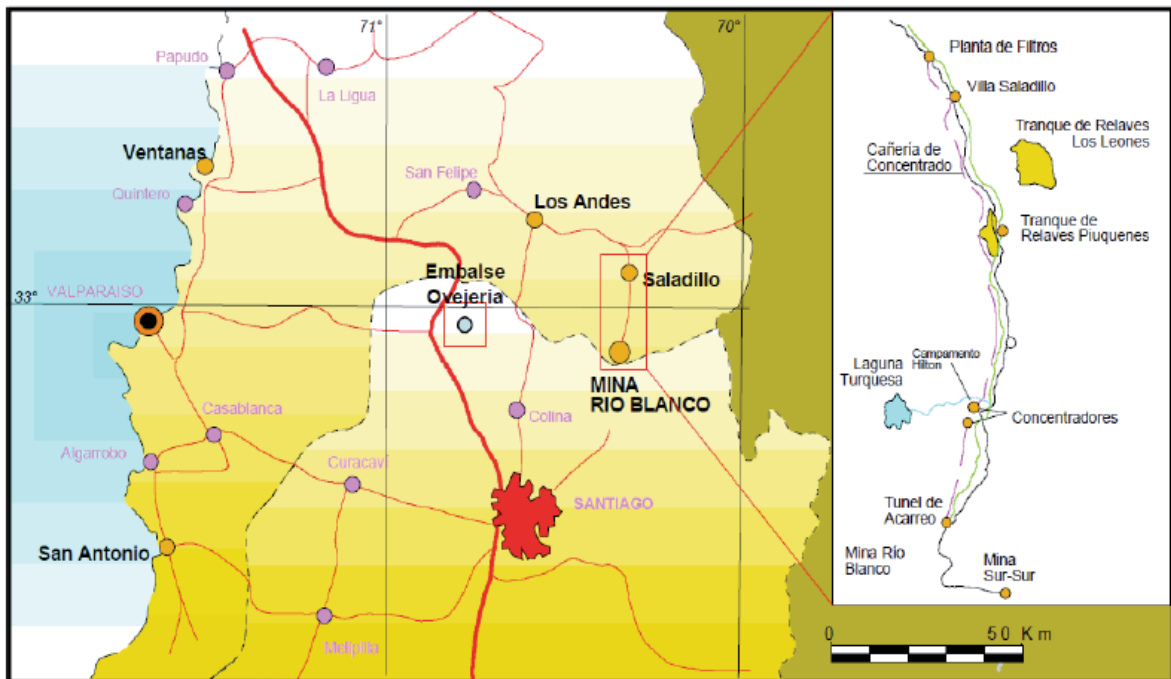 71°
70°
Papudo
La Ligua
Ventanas
Quintero
San Felipe
Los Andes
Embalse
Ovejería
Saladillo
VALPARAISO
33°
MINA
RIO BLANCO
Casablanca
Colina
Algarrobo
Curacaví
SANTIAGO
San Antonio
Melipilla
Planta de Filtros
Villa Saladillo
Tranque de Relaves
Los Leones
Cañería de
Concentrado
Tranque de
Relaves Piuquenes
Campamento
Hilton
Laguna
Turquesa
Concentradores
Tunel de
Acarreo
Mina Río
Blanco
Mina
Sur-Sur
0 50 Km